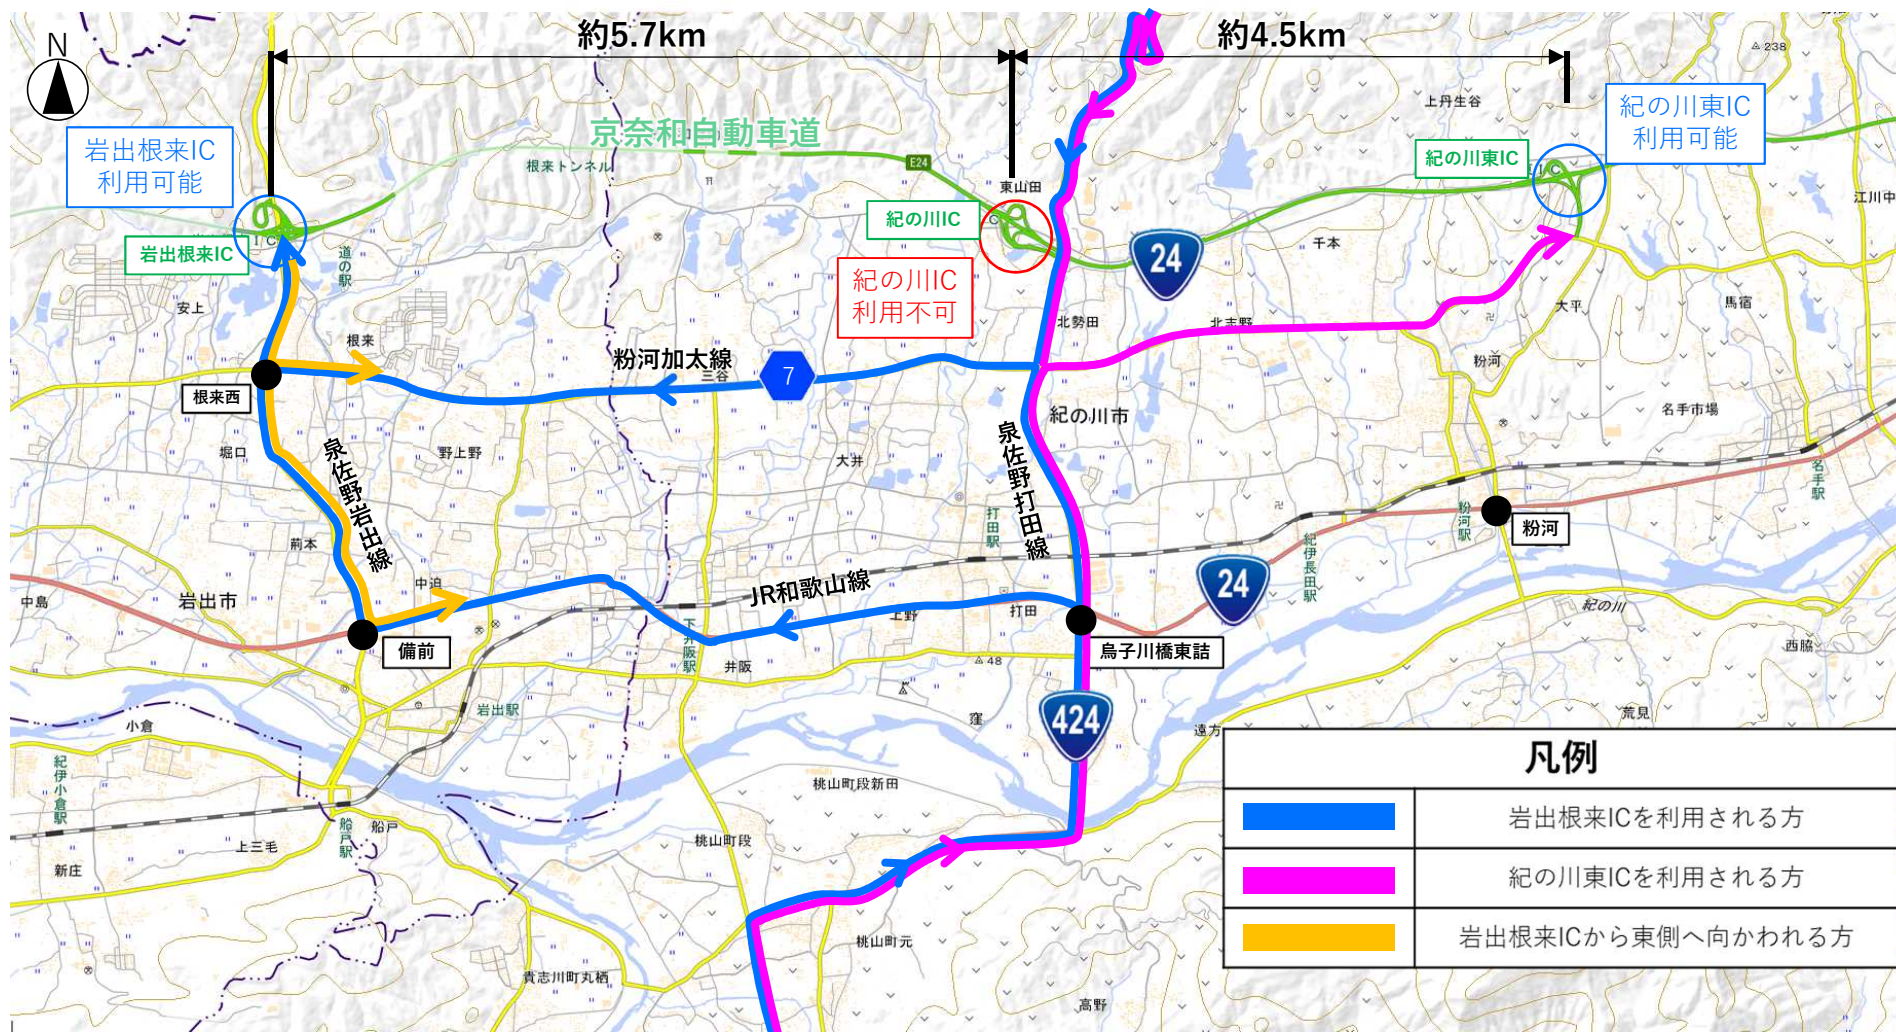 約5.7km
約4.5km
N
238
上丹生谷
岩出根来IC
利用可能
京奈和自動車道
紀の川東IC
利用可能
根来トンネル
E24
東山田
紀の川東IC
I C
江川中
岩出根来IC
I C
道の駅
紀の川IC
C
24
千本
紀の川IC
利用不可
安上
根来
北勢田
北志野
大平
馬宿
粉河加太線
7
三谷
粉河
根来西
紀の川市
名手市場
堀口
泉佐野岩出線
野上野
大井
泉佐野打田線
名手駅
打田駅
粉河駅
粉河
荊本
中迫
JR和歌山線
紀伊長田駅
24
中島
岩出市
備前
下井阪駅
井阪
上野
打田
48
烏子川橋東詰
紀の川
西脇
岩出駅
小倉
窪
424
遠方
荒見
紀伊小倉駅
船戸駅
船戸
上三毛
新庄
桃山町段新田
桃山町段
桃山町元
貴志川町丸栖
高野
凡例
岩出根来ICを利用される方
紀の川東ICを利用される方
岩出根来ICから東側へ向かわれる方